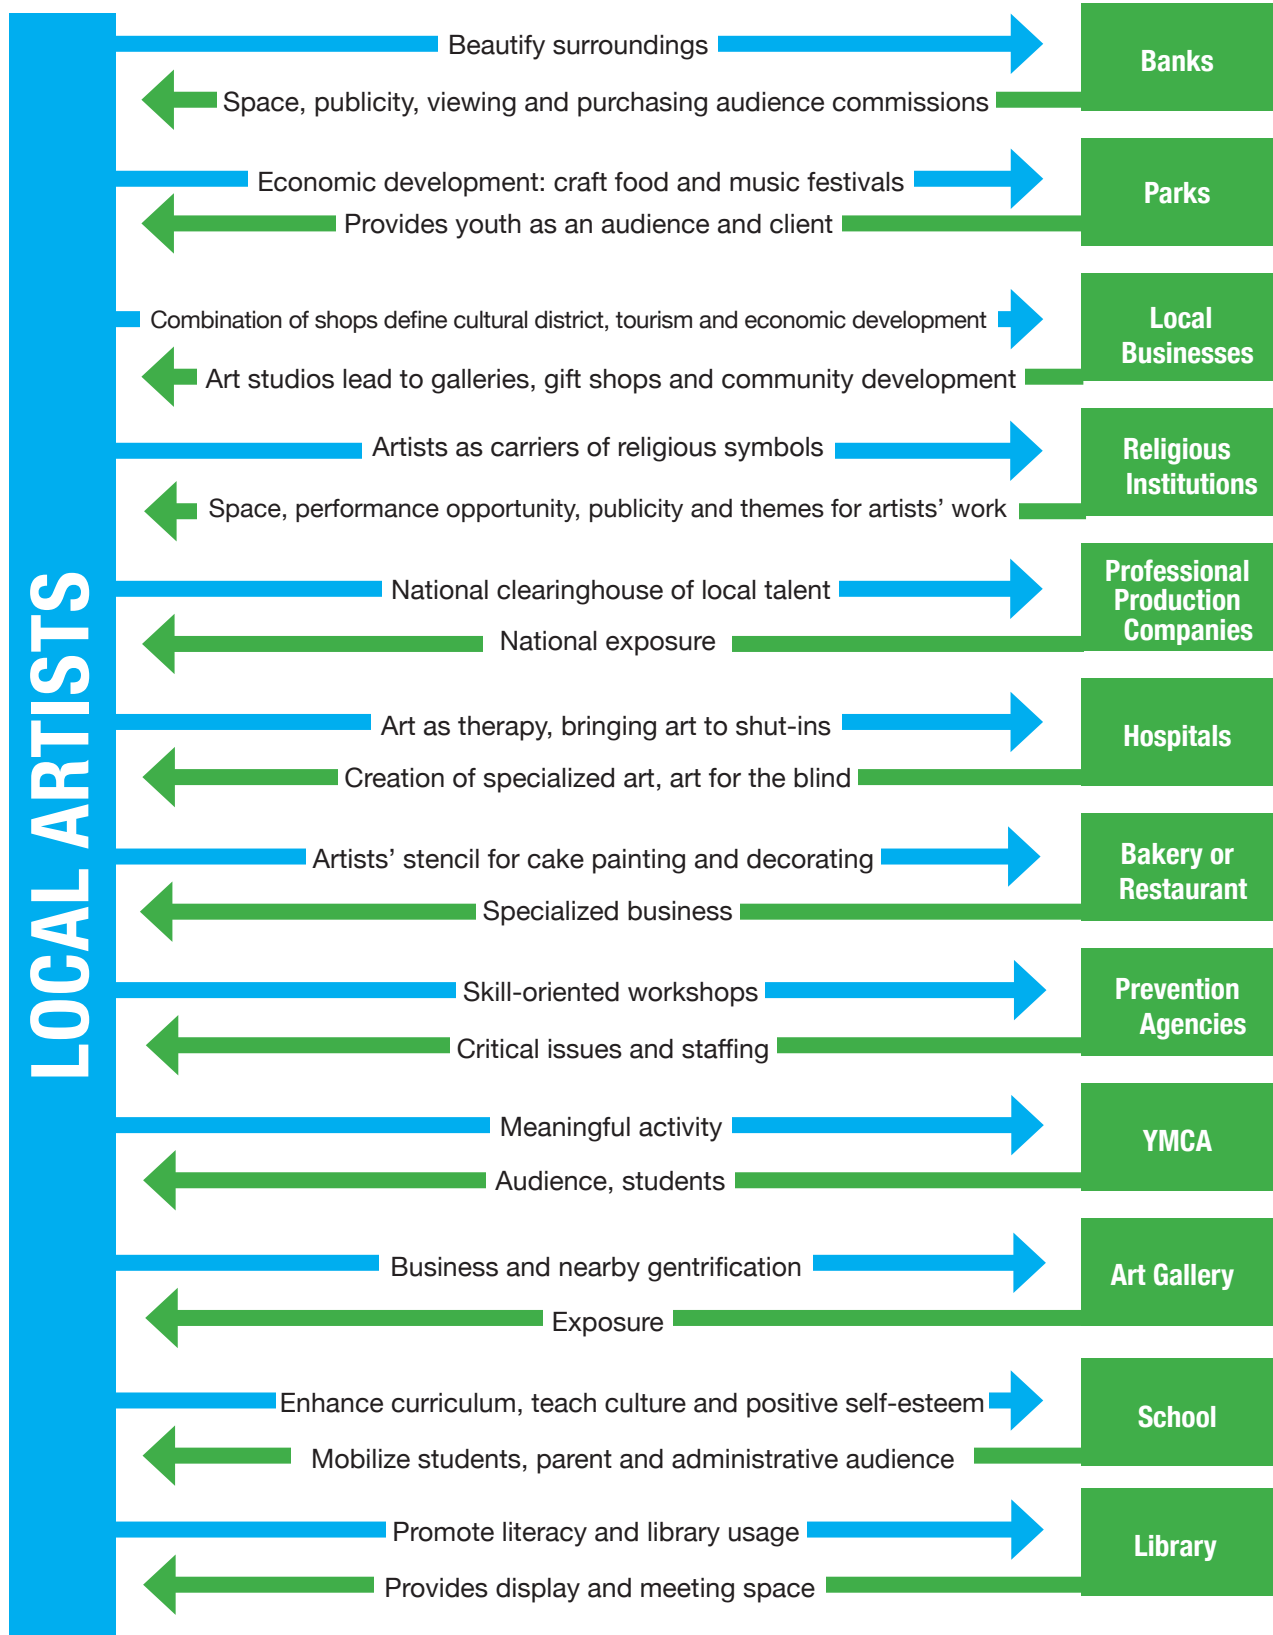 LOCAL ARTISTS
Beautify surroundings
Space, publicity, viewing and purchasing audience commissions
Banks
Economic development: craft food and music festivals
Provides youth as an audience and client
Parks
Combination of shops define cultural district, tourism and economic development
Art studios lead to galleries, gift shops and community development
Local
Businesses
Artists as carriers of religious symbols
Space, performance opportunity, publicity and themes for artists’ work
Religious
Institutions
National clearinghouse of local talent
National exposure
Professional
Production
Companies
Art as therapy, bringing art to shut-ins
Creation of specialized art, art for the blind
Hospitals
Artists’ stencil for cake painting and decorating
Specialized business
Bakery or
Restaurant
Skill-oriented workshops
Critical issues and staffing
Prevention
Agencies
Meaningful activity
Audience, students
YMCA
Business and nearby gentrification
Exposure
Art Gallery
Enhance curriculum, teach culture and positive self-esteem
Mobilize students, parent and administrative audience
School
Promote literacy and library usage
Provides display and meeting space
Library